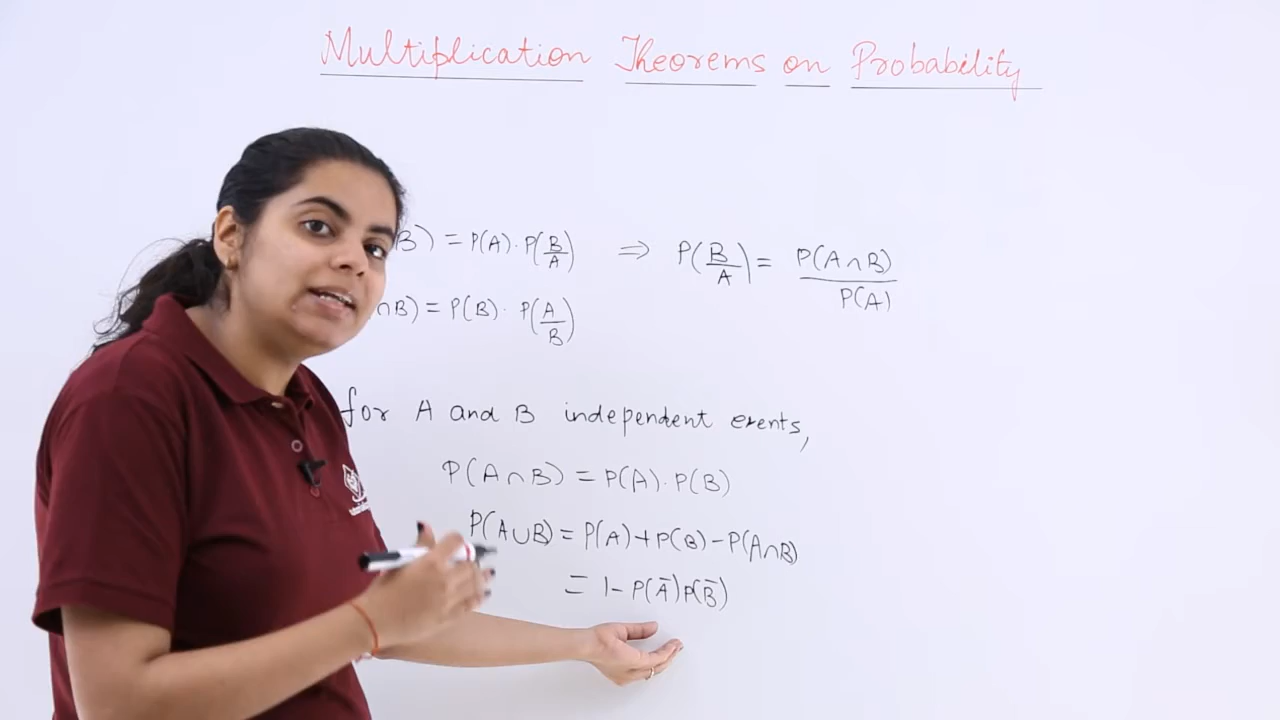 Multiplication Theorems on Probability
B) = P(A) · P(B/A) ⇒ P(B/A) = P(A∩B)/P(A)
∩B) = P(B) · P(A/B)
for A and B independent events,
P(A∩B) = P(A) · P(B)
P(A∪B) = P(A) + P(B) - P(A∩B)
= 1 - P(Ā)P(B̄)